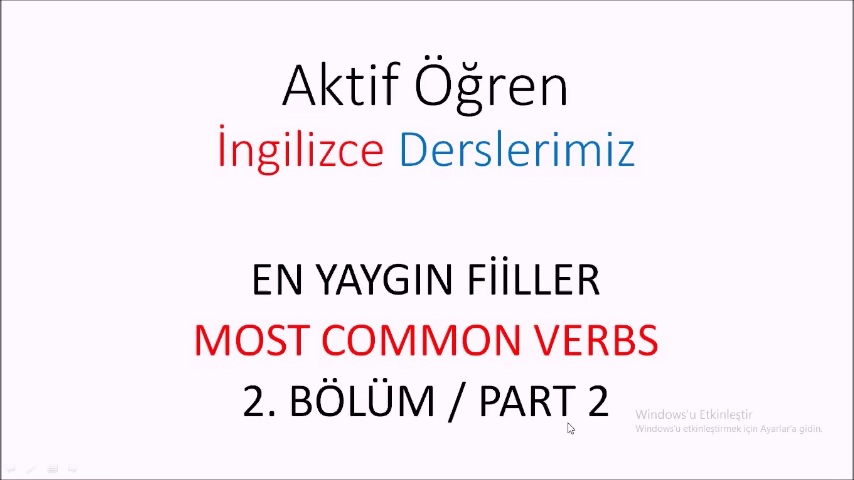 Aktif Öğren
İngilizce Derslerimiz
EN YAYGIN FİİLLER
MOST COMMON VERBS
2. BÖLÜM / PART 2
Windows'u Etkinleştir
Windows'u etkinleştirmek için Ayarlar'a gidin.